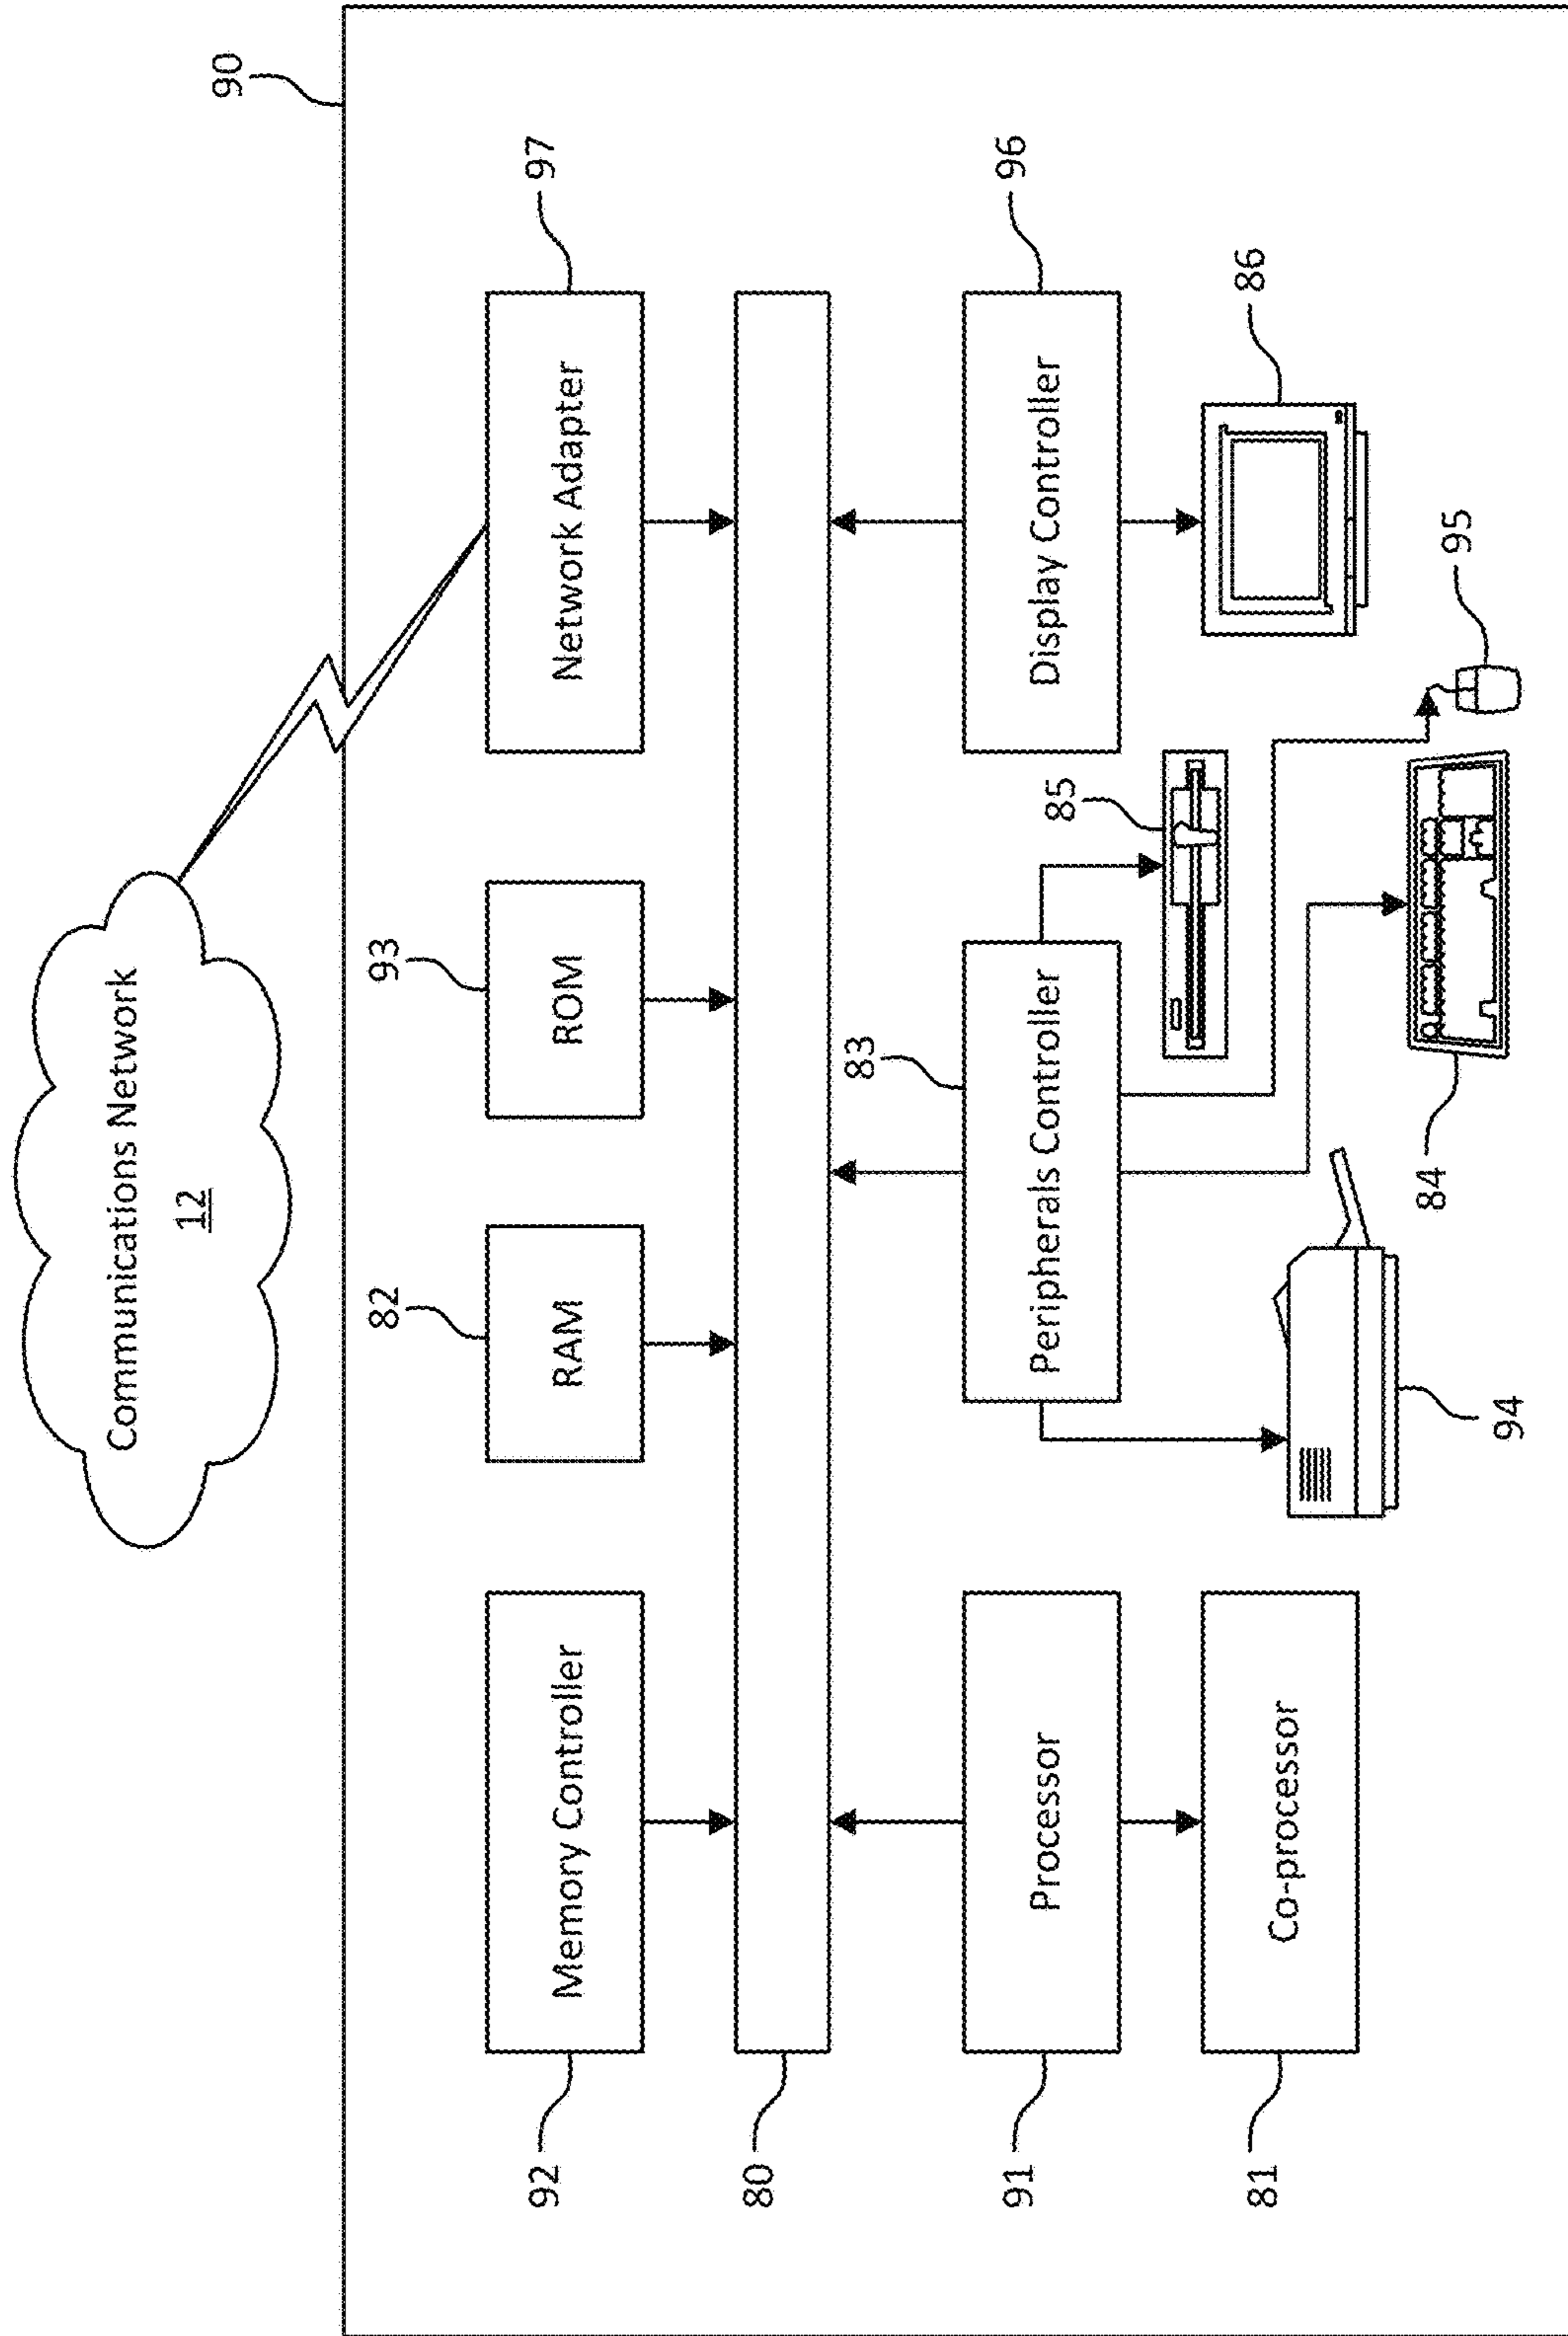 Communications Network
12
90
Memory Controller
92
RAM
82
ROM
93
Network Adapter
97
80
Processor
91
Co-processor
81
Peripherals Controller
83
94
84
85
95
Display Controller
96
86